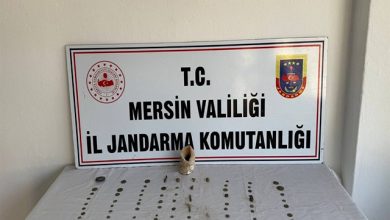 T.C.
MERSİN VALİLİĞİ
İL JANDARMA KOMUTANLIĞI